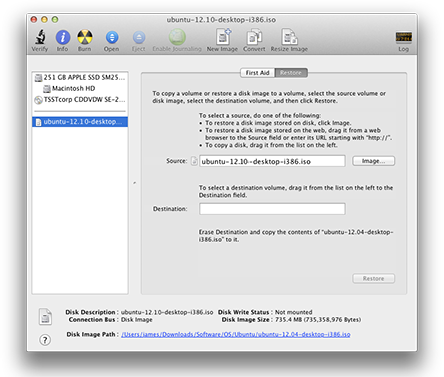 ubuntu-12.10-desktop-i386.iso
Verify Info Burn Open Eject Enable Journaling New Image Convert Resize Image Log
251 GB APPLE SSD SM25...
Macintosh HD
TSSTcorp CDDVDW SE-2...
ubuntu-12.10-desktop...
First Aid Restore
To copy a volume or restore a disk image to a volume, select the source volume or
disk image, select the destination volume, and then click Restore.
To select a source, do one of the following:
• To restore a disk image stored on disk, click Image.
• To restore a disk image stored on the web, drag it from a web
browser to the Source field or enter its URL starting with “http://”.
• To copy a disk, drag it from the list on the left.
Source: ubuntu-12.10-desktop-i386.iso Image...
To select a destination volume, drag it from the list on the left to the
Destination field.
Destination:
Erase Destination and copy the contents of “ubuntu-12.04-desktop-
i386.iso” to it.
Restore
Disk Description : ubuntu-12.10-desktop-i386.iso Disk Write Status : Not mounted
Connection Bus : Disk Image Disk Image Size : 735.4 MB (735,358,976 Bytes)
Disk Image Path : /Users/james/Downloads/Software/OS/Ubuntu/ubuntu-12.04-desktop-i386.iso
?